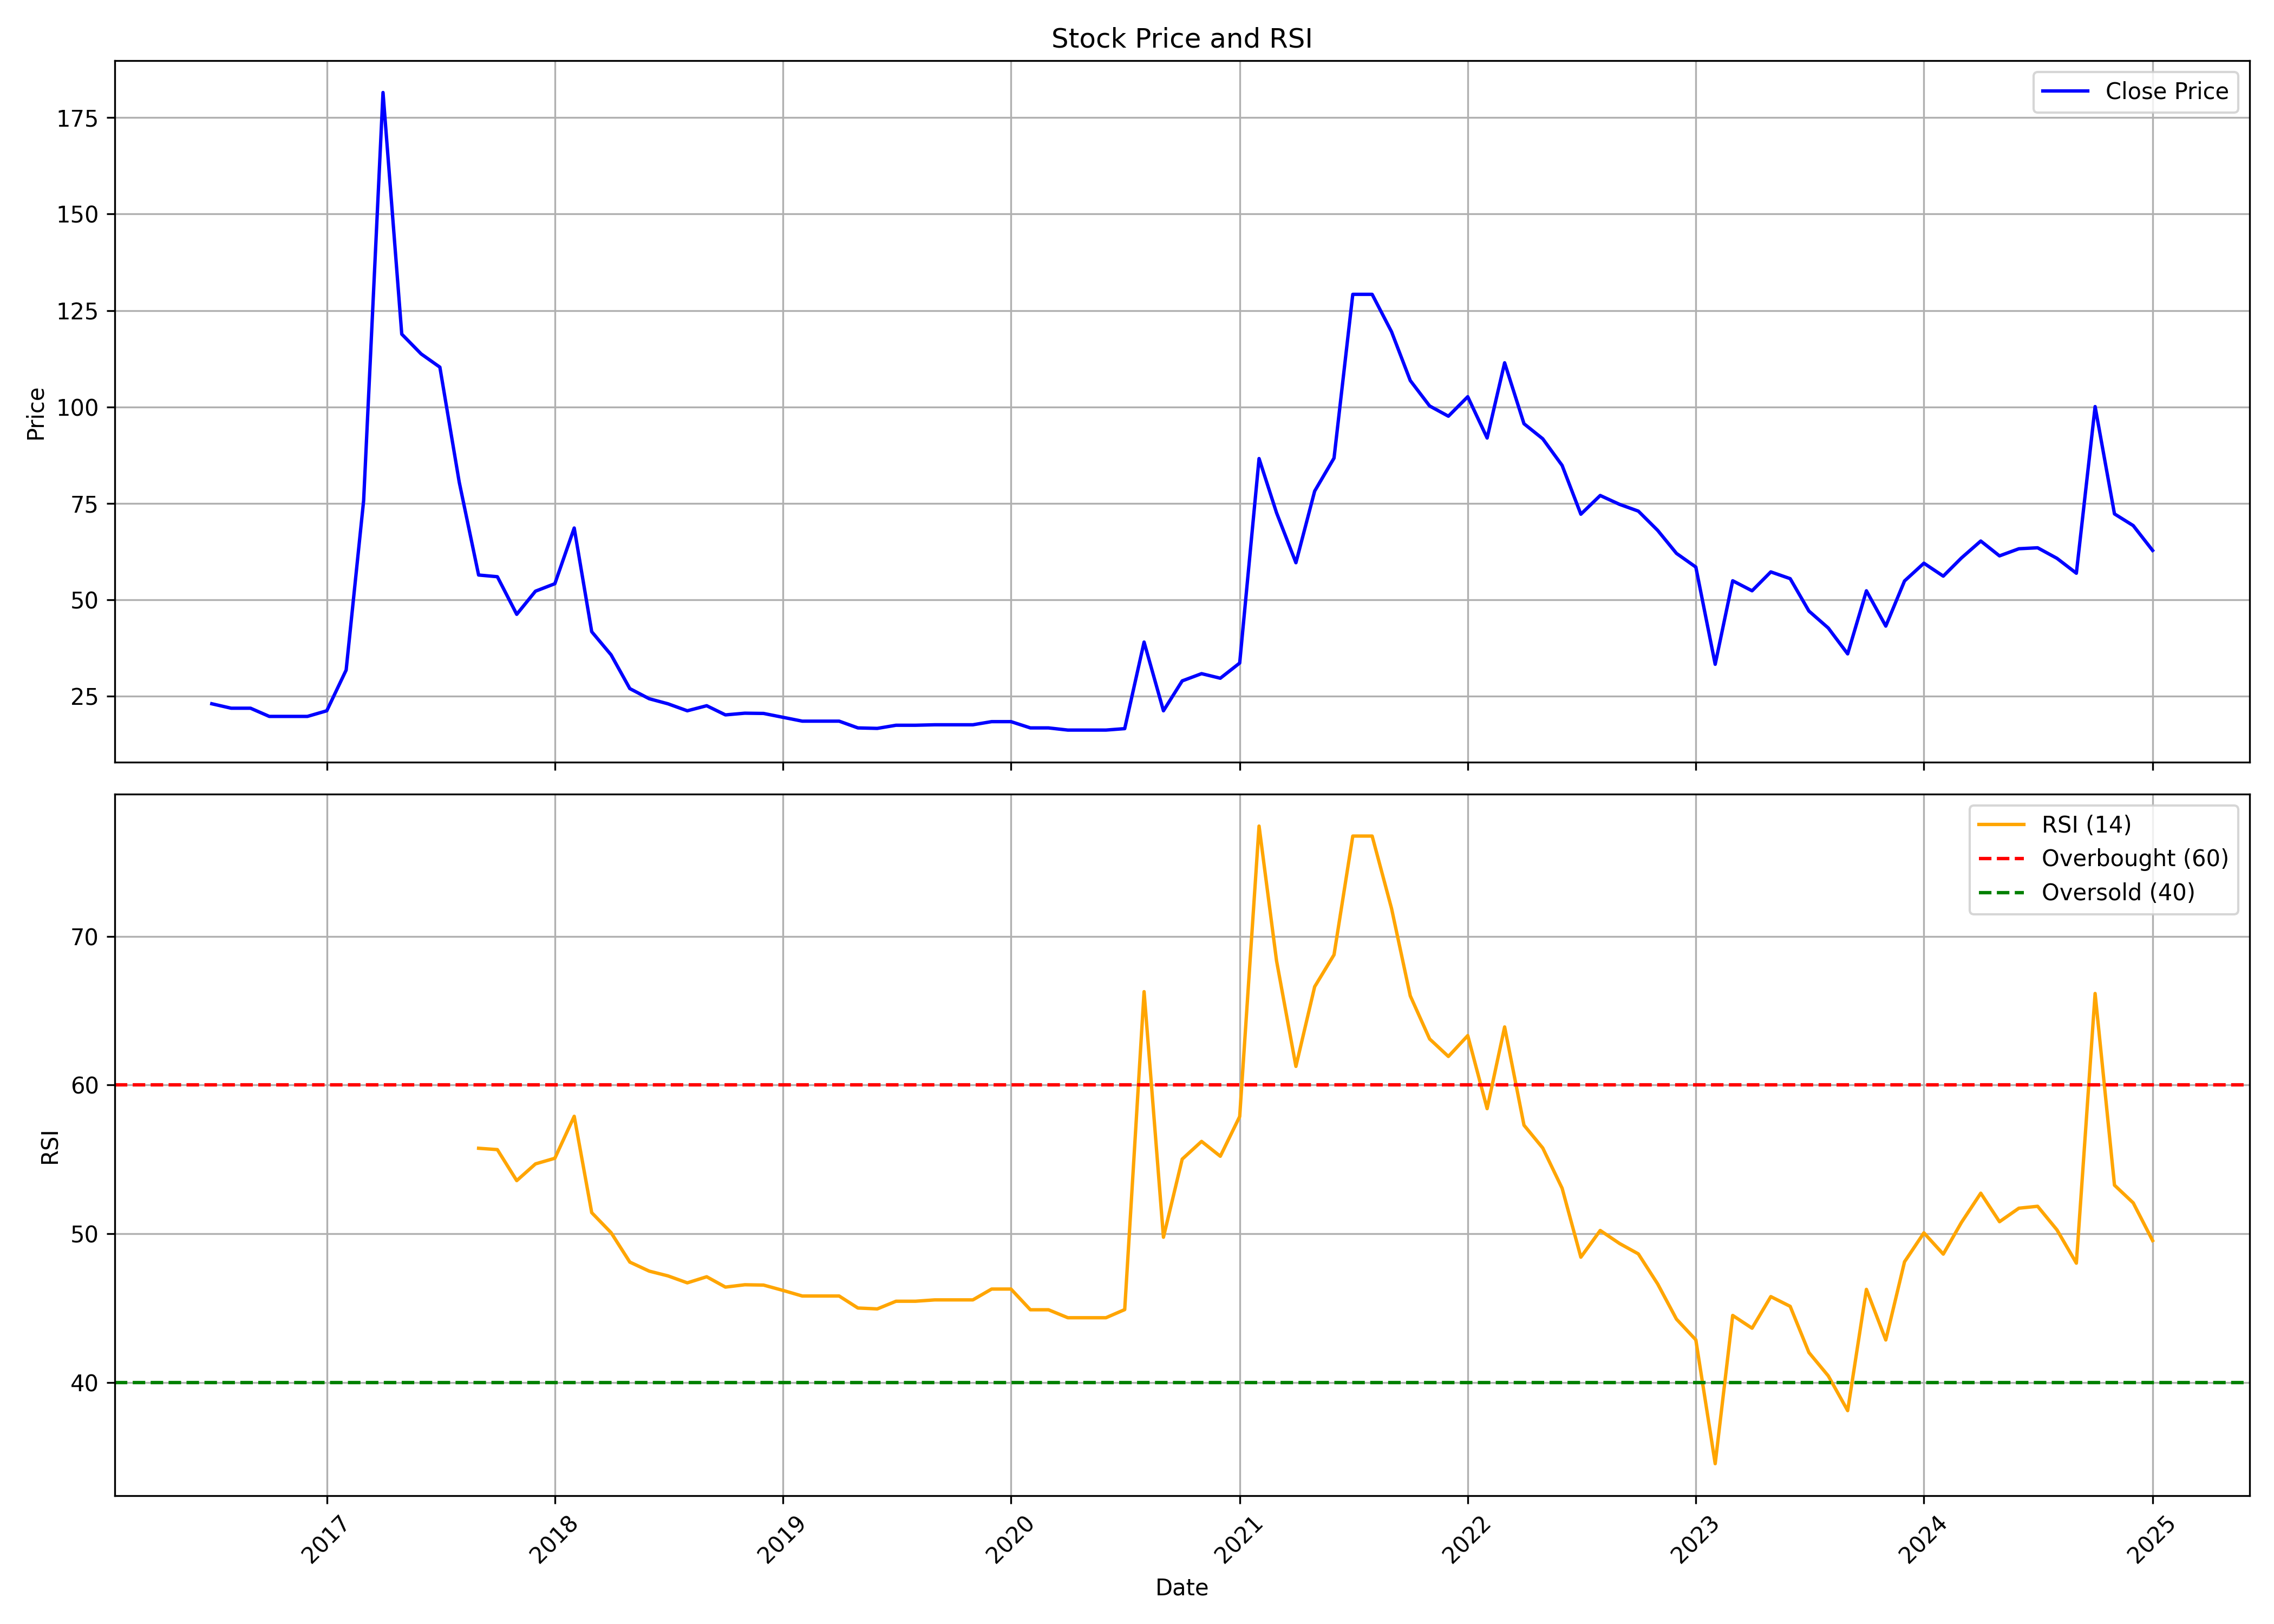 Stock Price and RSI
Close Price
175
150
125
100
75
50
25
Price
RSI (14)
Overbought (60)
Oversold (40)
70
60
50
40
RSI
2017
2018
2019
2020
2021
2022
2023
2024
2025
Date